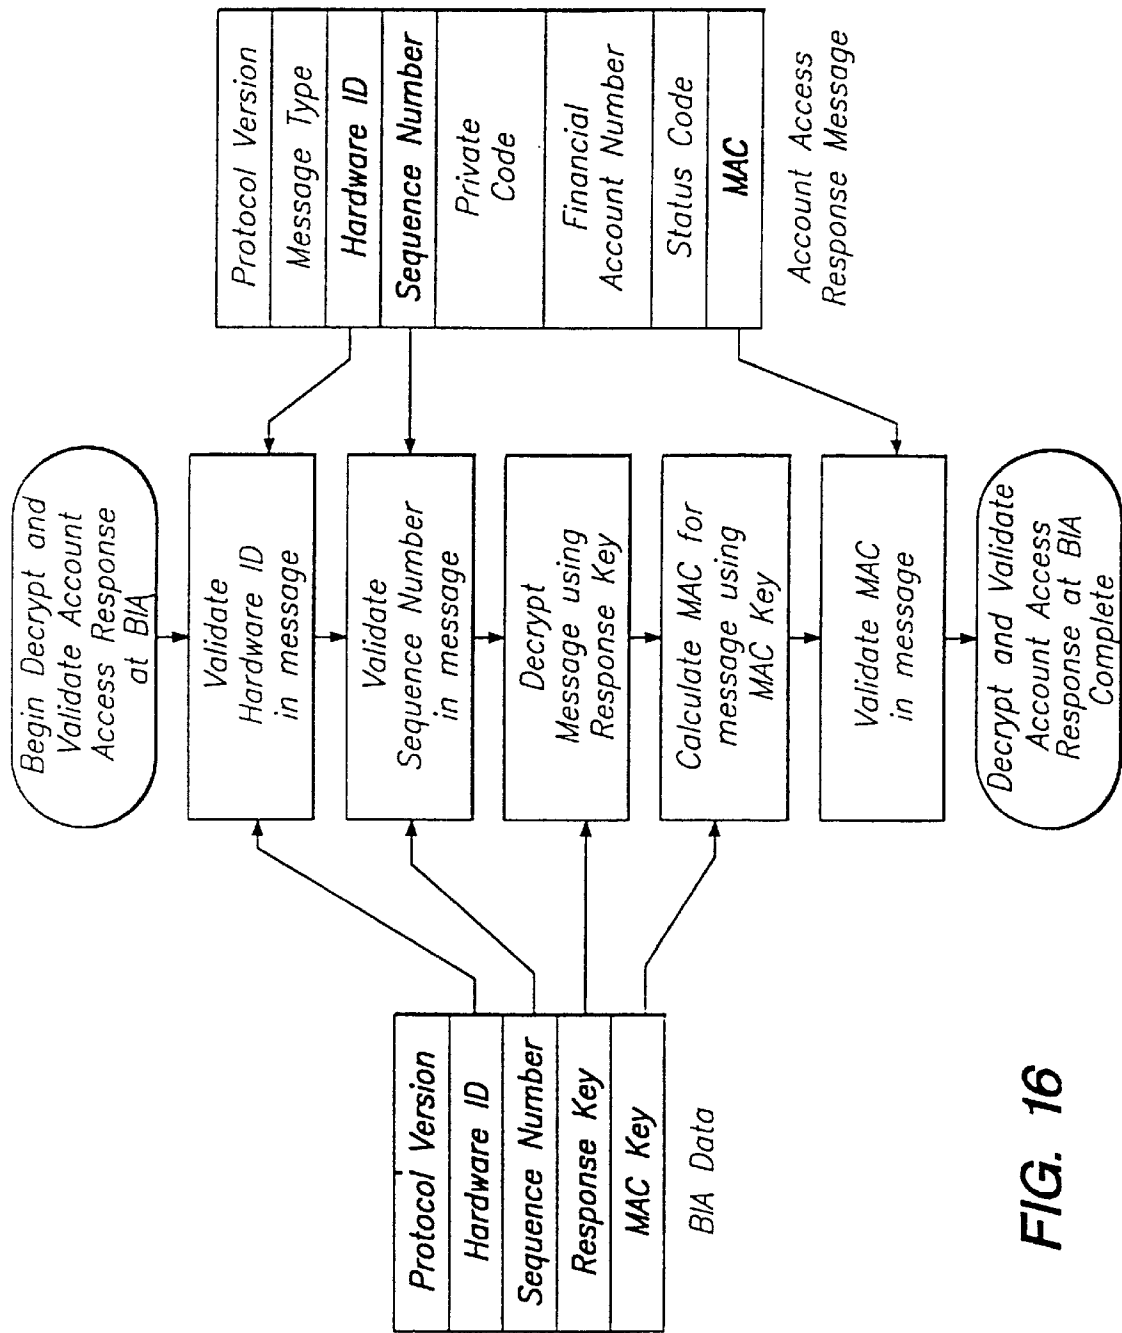 Begin Decrypt and
Validate Account
Access Response
at BIA
Validate
Hardware ID
in message
Validate
Sequence Number
in message
Decrypt
Message using
Response Key
Calculate MAC for
message using
MAC Key
Validate MAC
in message
Decrypt and Validate
Account Access
Response at BIA
Complete
Protocol Version
Hardware ID
Sequence Number
Response Key
MAC Key
BIA Data
Protocol Version
Message Type
Hardware ID
Sequence Number
Private
Code
Financial
Account Number
Status Code
MAC
Account Access
Response Message
FIG. 16